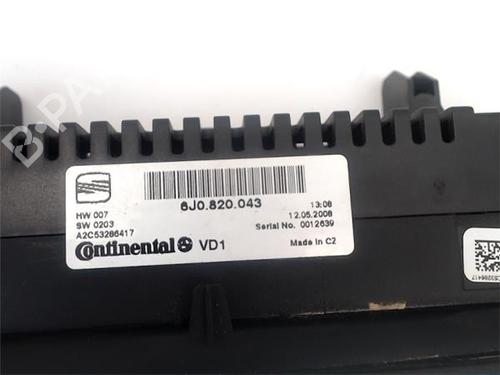 B-PA
6J0.820.043
HW 007
SW 0203
A2C53286417
13:08
12.05.2008
Serial No. 0012639
Continental VD1
Made in CZ